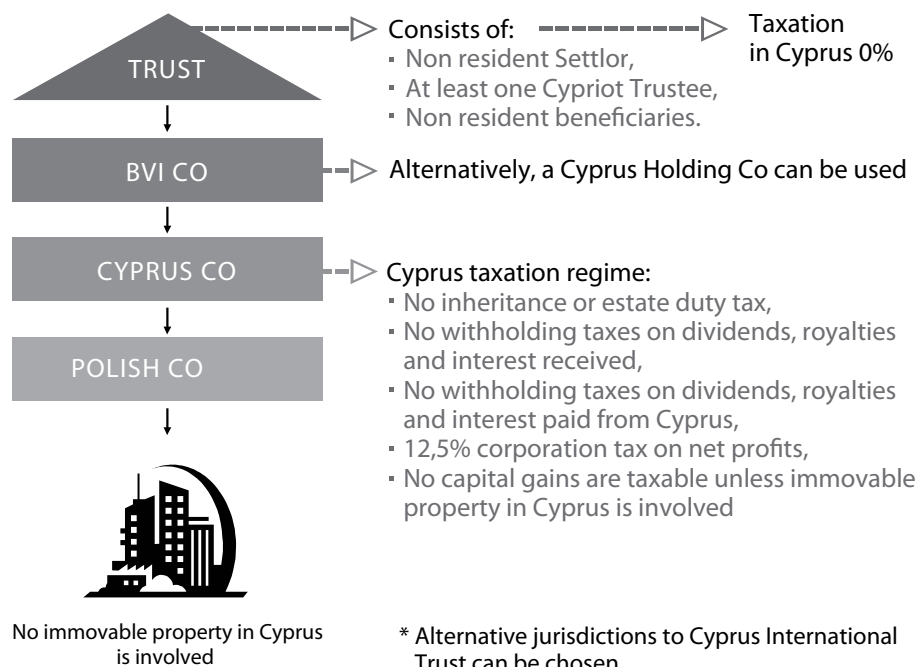 TRUST
Consists of:
▪ Non resident Settlor,
▪ At least one Cypriot Trustee,
▪ Non resident beneficiaries.
Taxation
in Cyprus 0%
BVI CO
Alternatively, a Cyprus Holding Co can be used
CYPRUS CO
Cyprus taxation regime:
▪ No inheritance or estate duty tax,
▪ No withholding taxes on dividends, royalties
and interest received,
▪ No withholding taxes on dividends, royalties
and interest paid from Cyprus,
▪ 12,5% corporation tax on net profits,
▪ No capital gains are taxable unless immovable
property in Cyprus is involved
POLISH CO
No immovable property in Cyprus
is involved
* Alternative jurisdictions to Cyprus International
Trust can be chosen